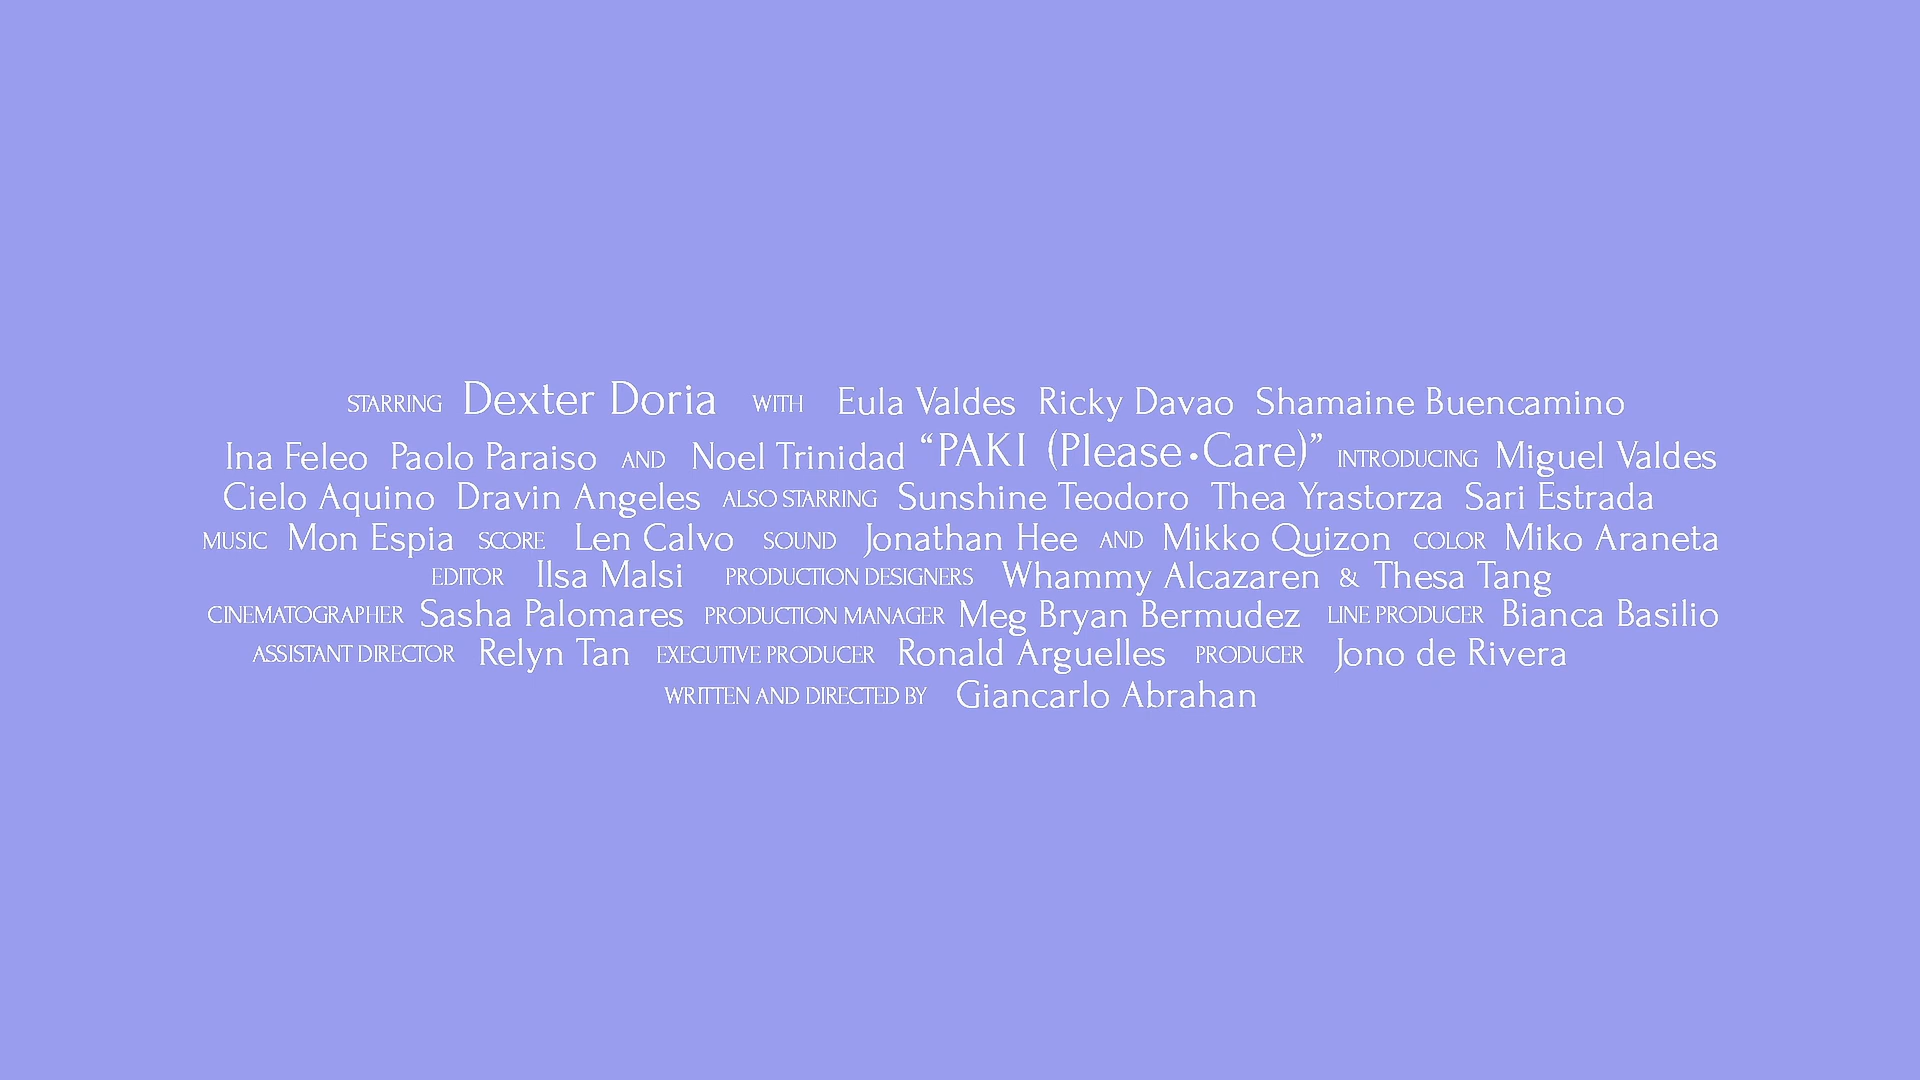 STARRING Dexter Doria WITH Eula Valdes Ricky Davao Shamaine Buencamino
Ina Feleo Paolo Paraiso AND Noel Trinidad “PAKI (Please•Care)” INTRODUCING Miguel Valdes
Cielo Aquino Dravin Angeles ALSO STARRING Sunshine Teodoro Thea Yrastorza Sari Estrada
MUSIC Mon Espia SCORE Len Calvo SOUND Jonathan Hee AND Mikko Quizon COLOR Miko Araneta
EDITOR Ilsa Malsi PRODUCTION DESIGNERS Whammy Alcazaren & Thesa Tang
CINEMATOGRAPHER Sasha Palomares PRODUCTION MANAGER Meg Bryan Bermudez LINE PRODUCER Bianca Basilio
ASSISTANT DIRECTOR Relyn Tan EXECUTIVE PRODUCER Ronald Arguelles PRODUCER Jono de Rivera
WRITTEN AND DIRECTED BY Giancarlo Abrahan